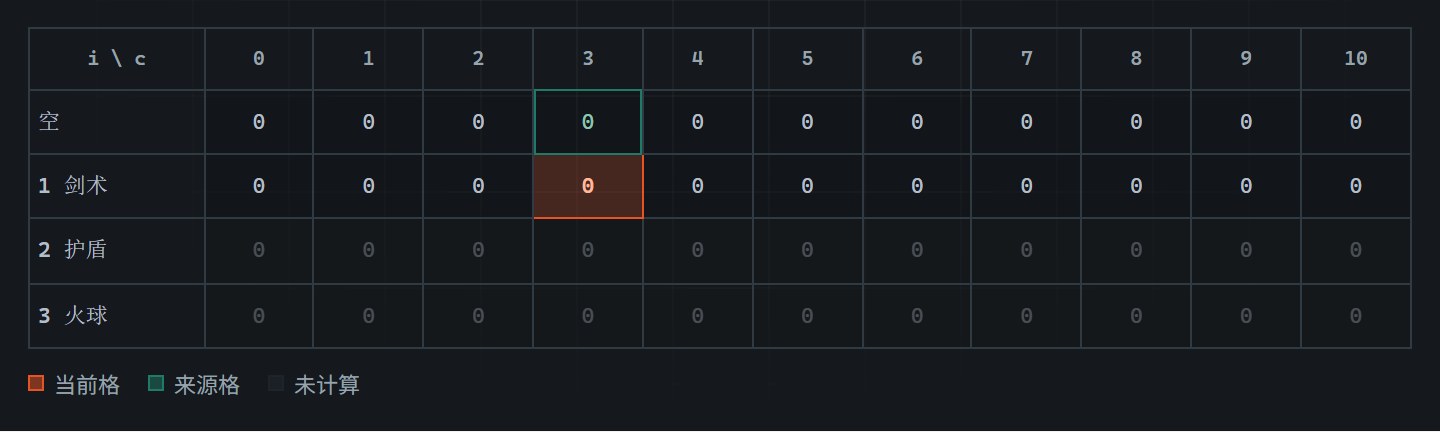 i \ c 0 1 2 3 4 5 6 7 8 9 10
空 0 0 0 0 0 0 0 0 0 0 0
1 剑术 0 0 0 0 0 0 0 0 0 0 0
2 护盾 0 0 0 0 0 0 0 0 0 0 0
3 火球 0 0 0 0 0 0 0 0 0 0 0
当前格 来源格 未计算